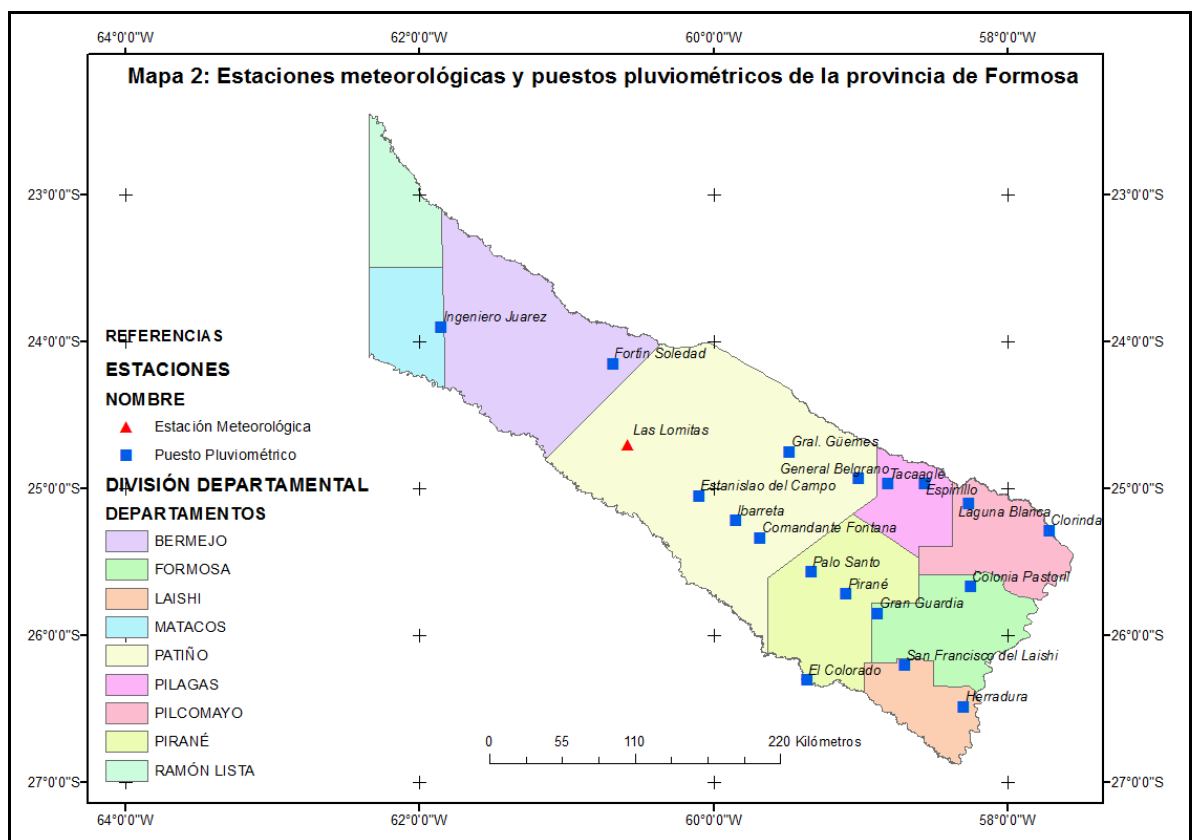 64°0'0"W 62°0'0"W 60°0'0"W 58°0'0"W
Mapa 2: Estaciones meteorológicas y puestos pluviométricos de la provincia de Formosa
23°0'0"S 23°0'0"S
Ingeniero Juarez
REFERENCIAS
24°0'0"S 24°0'0"S
Fortín Soledad
ESTACIONES
NOMBRE
Estación Meteorológica
Puesto Pluviométrico
Las Lomitas
Gral. Güemes
General Belgrano
Tacaaglé
Espinillo
DIVISIÓN DEPARTAMENTAL
25°0'0"S 25°0'0"S
Estanislao del Campo
Laguna Blanca
Clorinda
Ibarreta
Comandante Fontana
DEPARTAMENTOS
BERMEJO
FORMOSA
LAISHI
MATACOS
PATIÑO
PILAGAS
PILCOMAYO
PIRANÉ
RAMÓN LISTA
Palo Santo
Colonia Pastoril
Pirané
Gran Guardia
26°0'0"S 26°0'0"S
San Francisco del Laishi
El Colorado
Herradura
0 55 110 220 Kilómetros
27°0'0"S 27°0'0"S
64°0'0"W 62°0'0"W 60°0'0"W 58°0'0"W